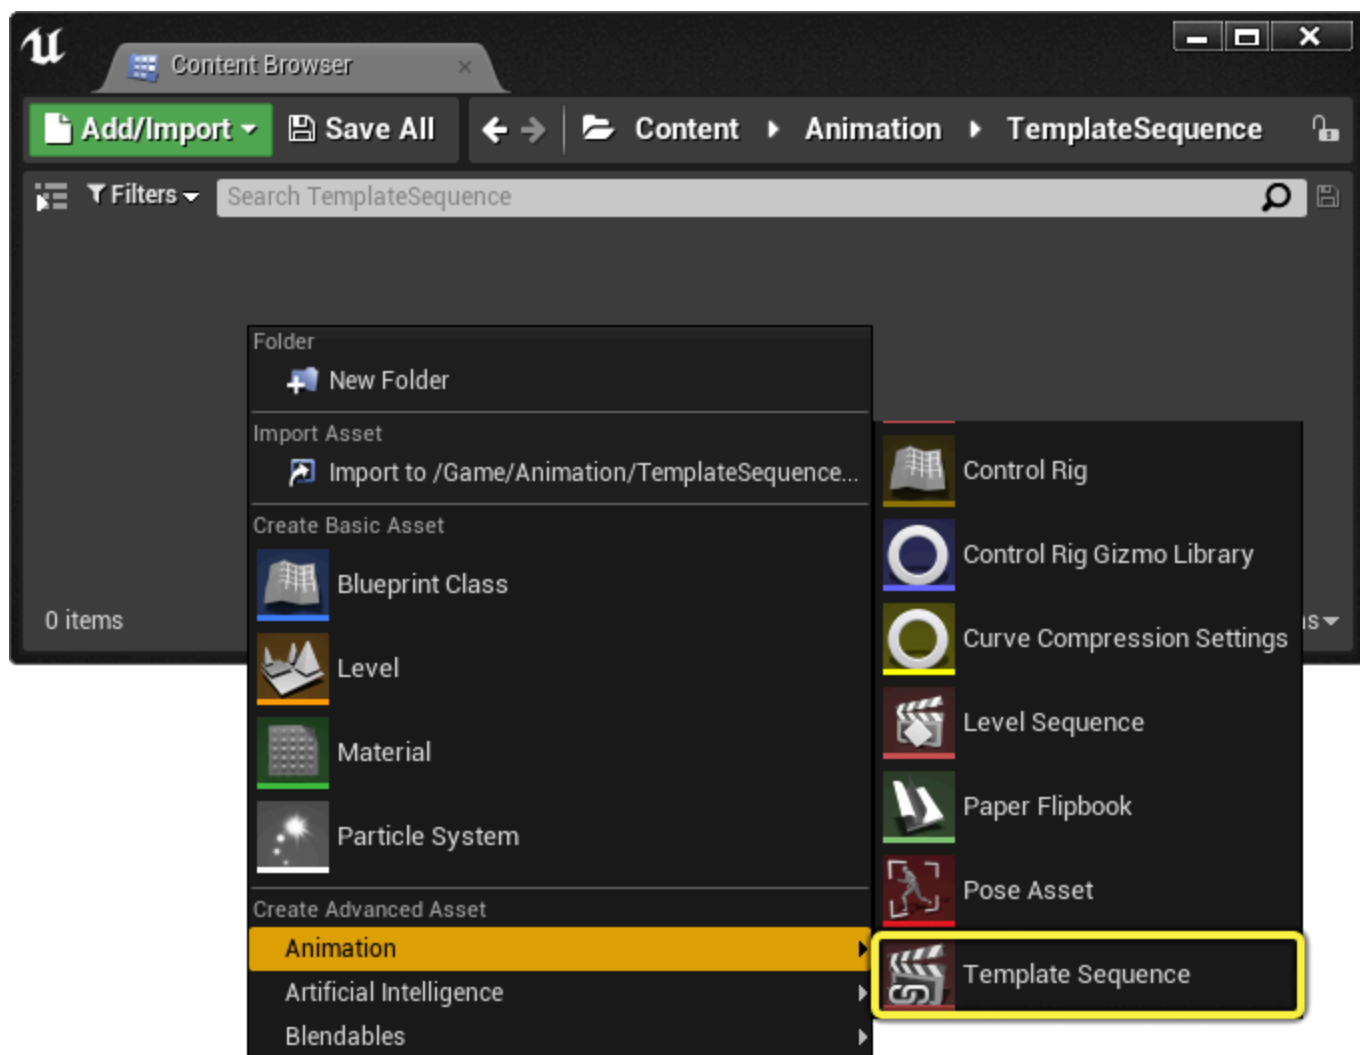 Content Browser
Add/Import Save All Content Animation TemplateSequence
Filters Search TemplateSequence
Folder
New Folder
Import Asset
Import to /Game/Animation/TemplateSequence...
Create Basic Asset
Blueprint Class
Level
Material
Particle System
Create Advanced Asset
Animation
Artificial Intelligence
Blendables
Control Rig
Control Rig Gizmo Library
Curve Compression Settings
Level Sequence
Paper Flipbook
Pose Asset
Template Sequence
0 items